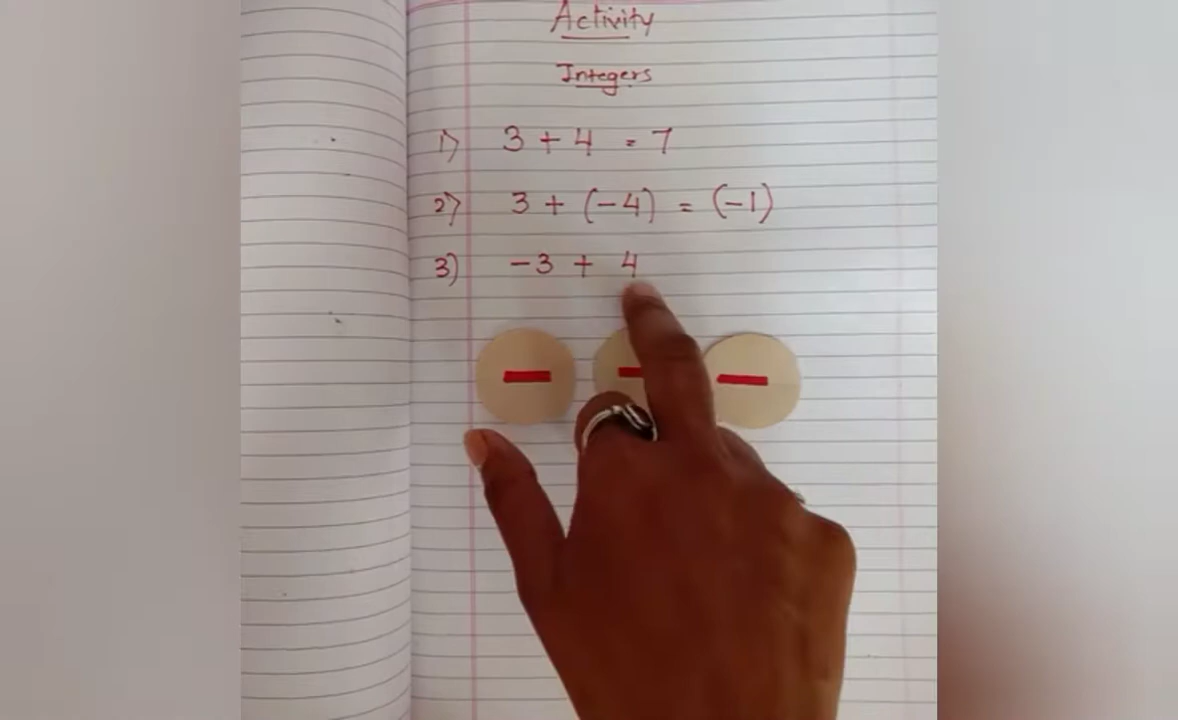 Activity
Integers
1) 3 + 4 = 7
2) 3 + (-4) = (-1)
3) -3 + 4
- - -